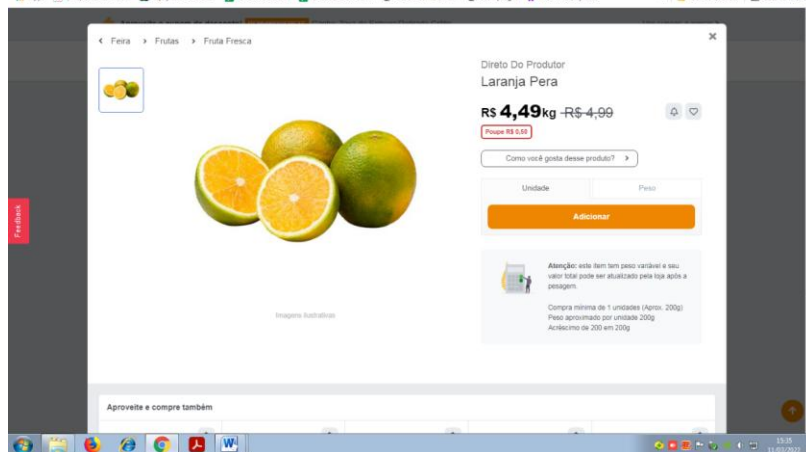 ‹ Feira › Frutas › Fruta Fresca
×
Direto Do Produtor
Laranja Pera
R$ 4,49kg R$ 4,99
Poupe R$ 0,50
Como você gosta desse produto? >
Unidade Peso
Adicionar
Feedback
Atenção: este item tem peso variável e seu
valor total pode ser atualizado pela loja após a
pesagem.
Compra mínima de 1 unidades (Aprox. 200g)
Peso aproximado por unidade 200g
Acréscimo de 200 em 200g
Imagens ilustrativas
Aproveite e compre também
15:35